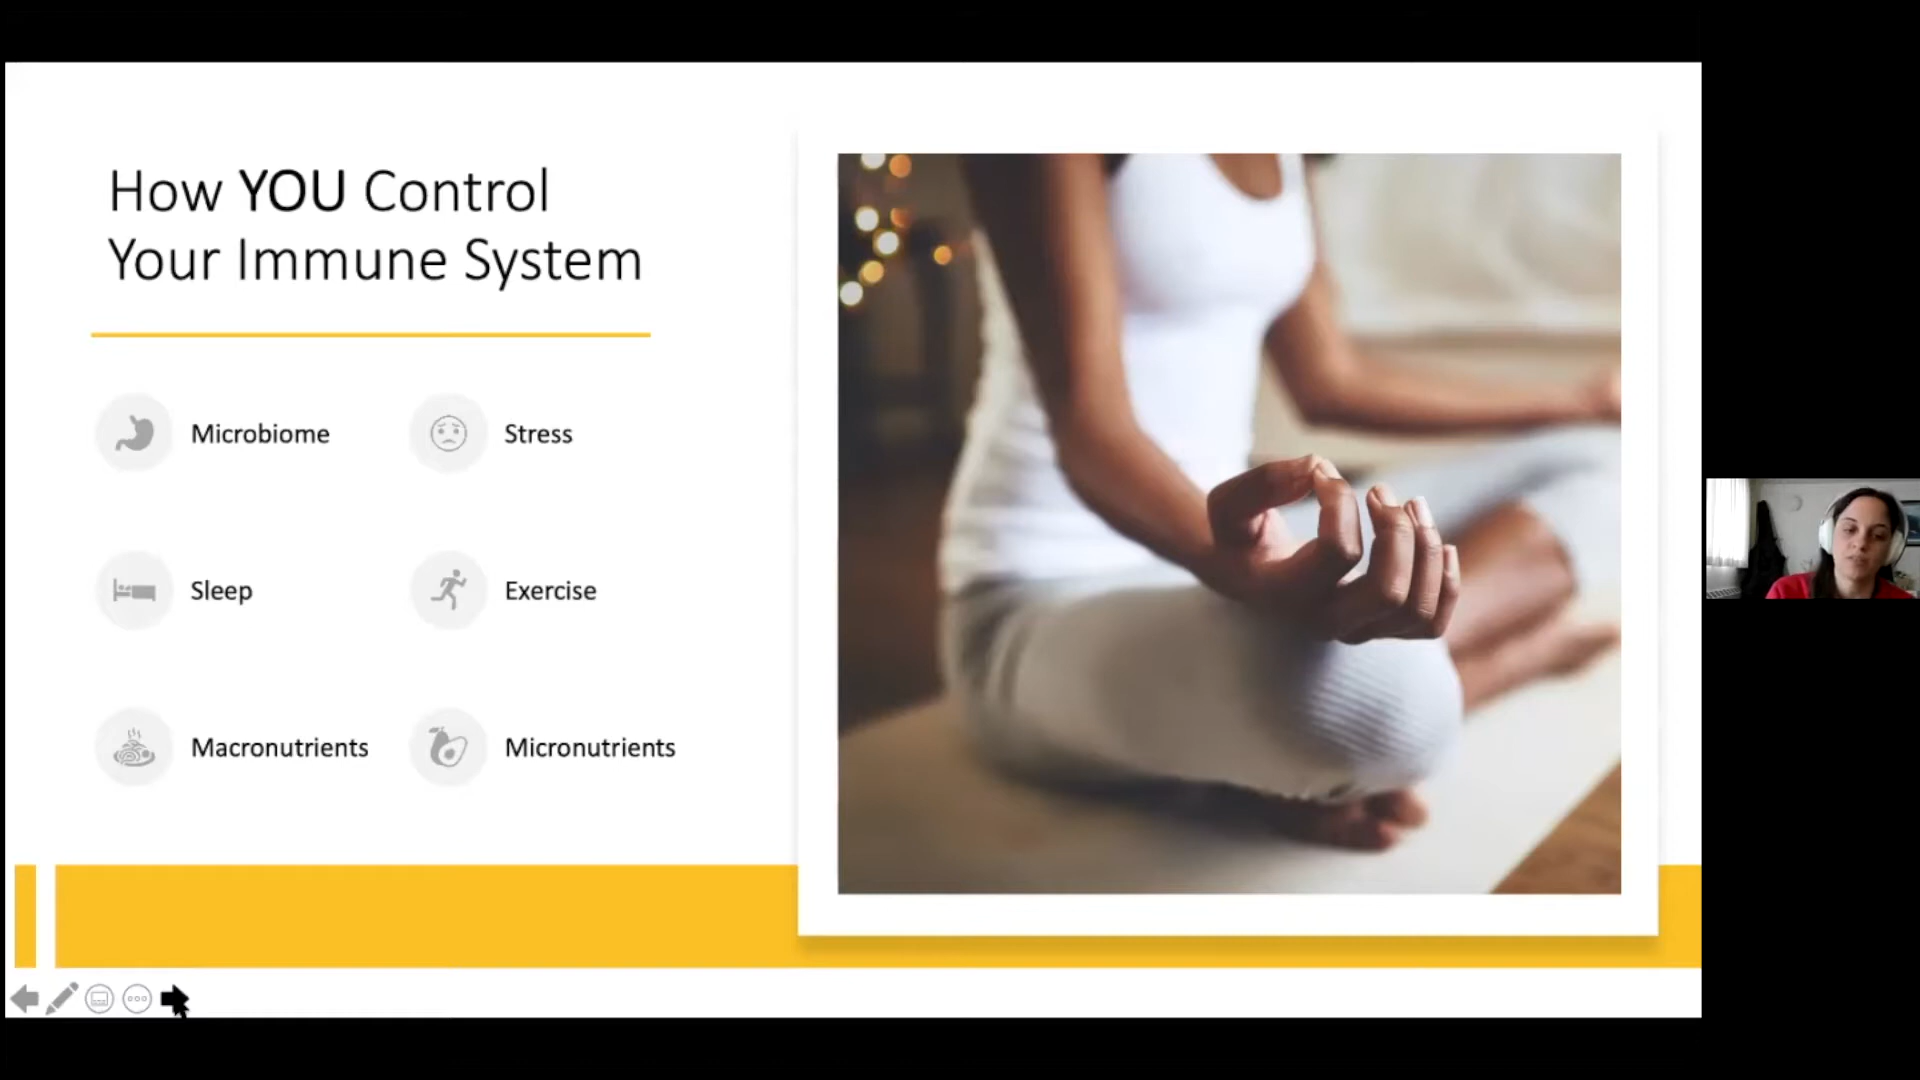 How YOU Control
Your Immune System
Microbiome
Stress
Sleep
Exercise
Macronutrients
Micronutrients